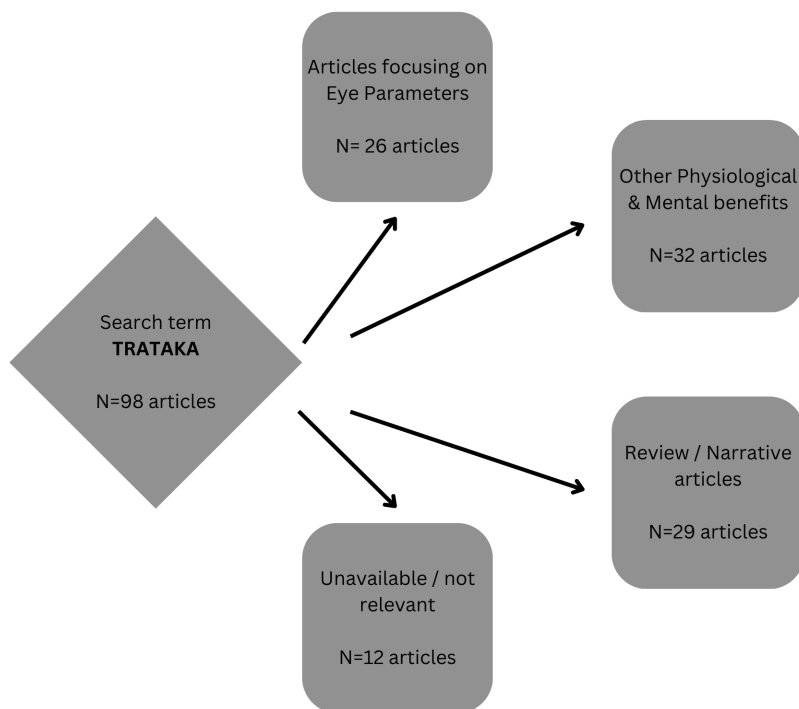 Articles focusing on
Eye Parameters
N= 26 articles
Other Physiological
& Mental benefits
N=32 articles
Search term
TRATAKA
N=98 articles
Review / Narrative
articles
N=29 articles
Unavailable / not
relevant
N=12 articles